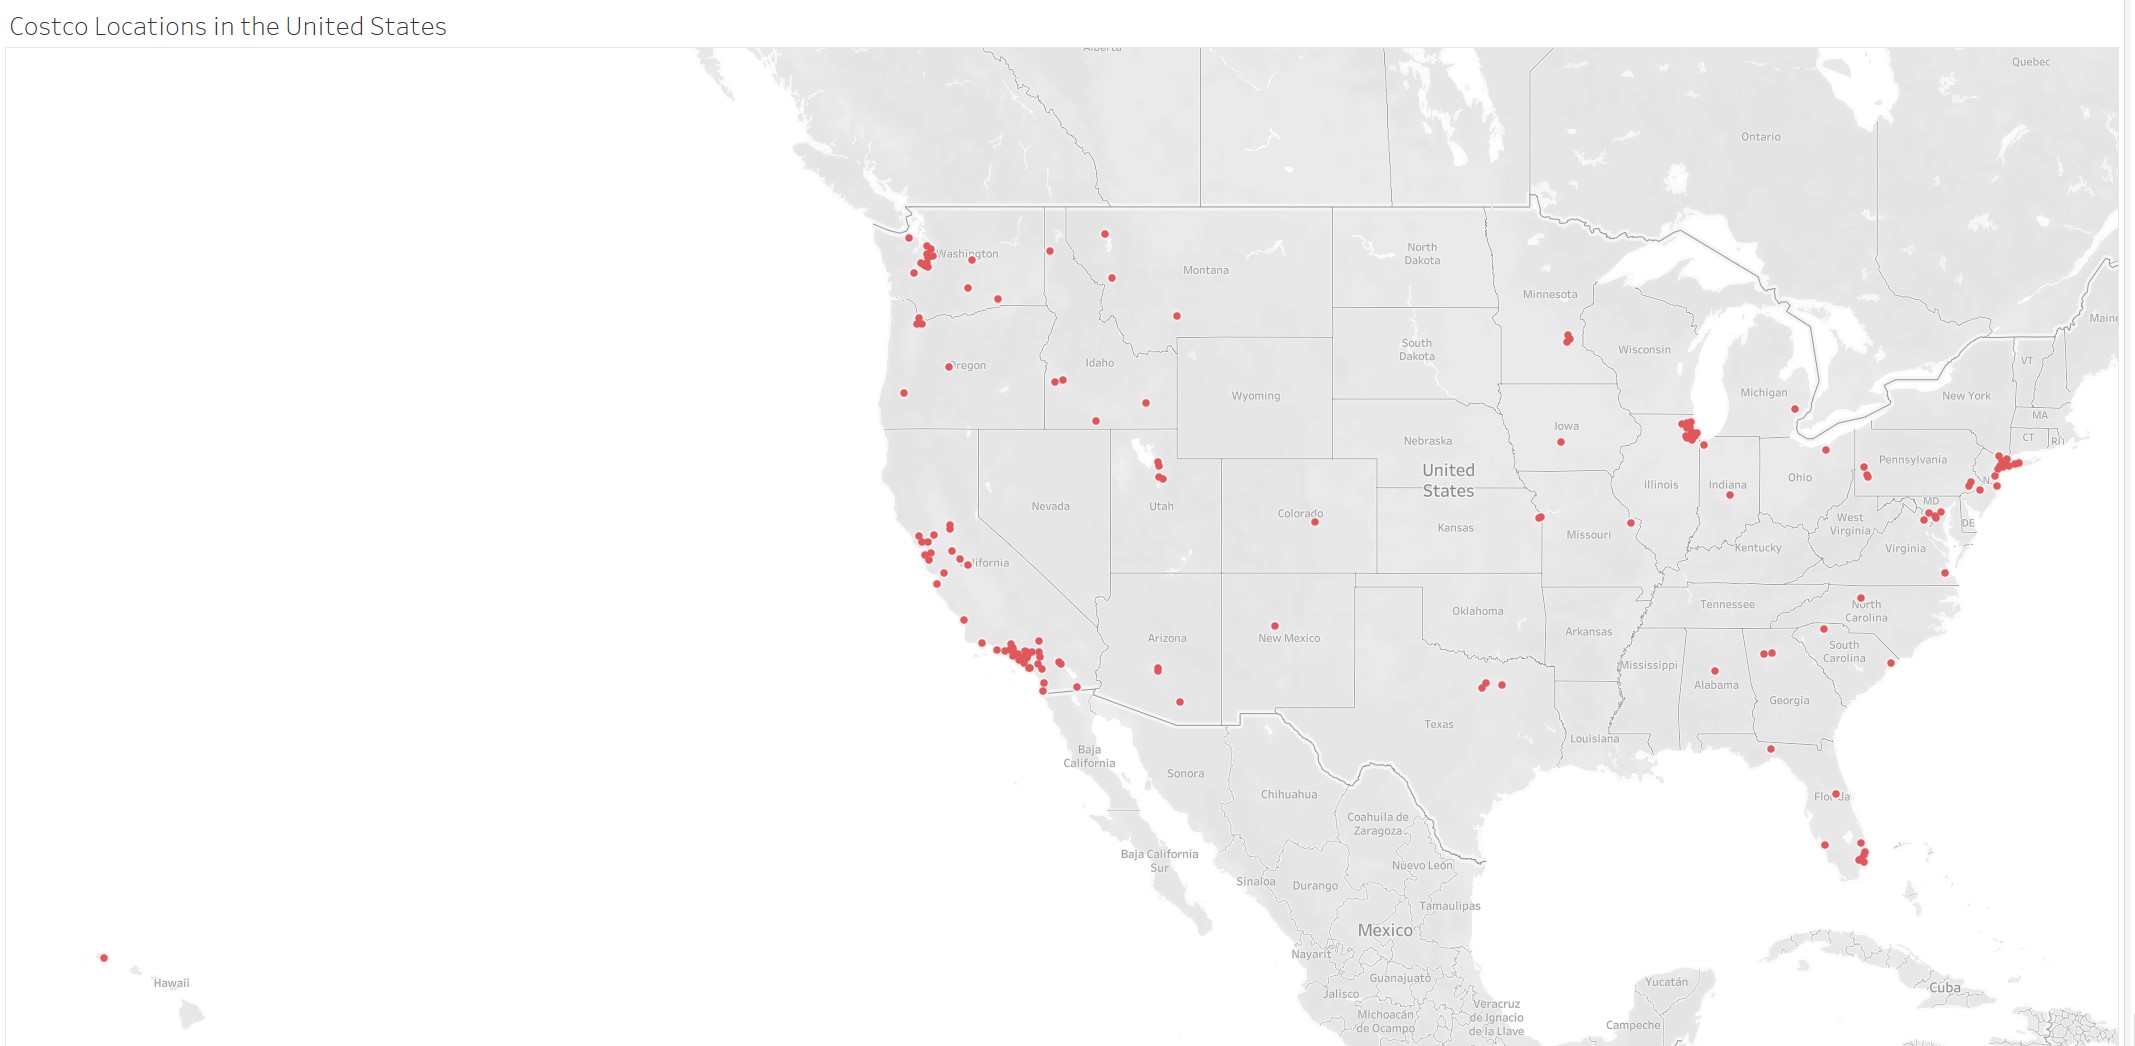 Costco Locations in the United States
Alberta
Quebec
Ontario
Washington
Montana
North
Dakota
Minnesota
Maine
South
Dakota
Wisconsin
Oregon
Idaho
Wyoming
Michigan
VT
New York
MA
CT
RI
Iowa
Nebraska
United
States
Pennsylvania
Nevada
Utah
Colorado
Kansas
Illinois
Indiana
Ohio
MD
DE
West
Virginia
Virginia
Missouri
Kentucky
lifornia
Tennessee
North
Carolina
Oklahoma
Arkansas
Arizona
New Mexico
South
Carolina
Mississippi
Alabama
Georgia
Texas
Louisiana
Baja
California
Sonora
Chihuahua
Florida
Coahuila de
Zaragoza
Baja California
Sur
Nuevo León
Sinaloa
Durango
Tamaulipas
Mexico
Nayarit
Hawaii
Guanajuato
Jalisco
Yucatán
Cuba
Michoacán
de Ocampo
Veracruz
de Ignacio
de la Llave
Campeche